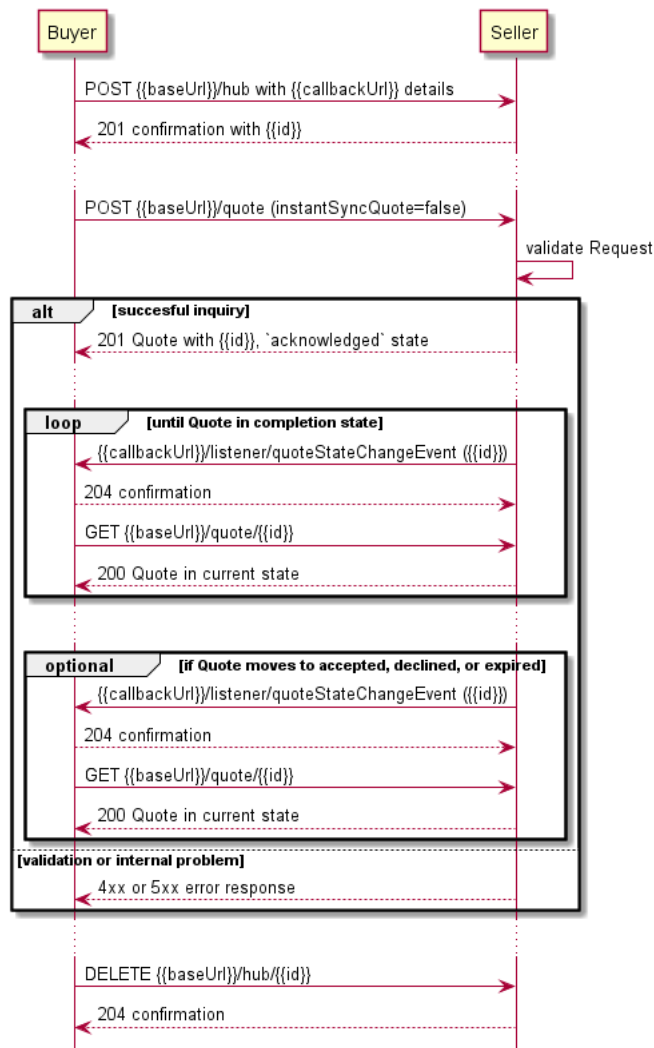 Buyer
Seller
POST {{baseUrl}}/hub with {{callbackUrl}} details
201 confirmation with {{id}}
POST {{baseUrl}}/quote (instantSyncQuote=false)
validate Request
alt [succesful inquiry]
201 Quote with {{id}}, `acknowledged` state
loop [until Quote in completion state]
{{callbackUrl}}/listener/quoteStateChangeEvent ({{id}})
204 confirmation
GET {{baseUrl}}/quote/{{id}}
200 Quote in current state
optional [if Quote moves to accepted, declined, or expired]
{{callbackUrl}}/listener/quoteStateChangeEvent ({{id}})
204 confirmation
GET {{baseUrl}}/quote/{{id}}
200 Quote in current state
[validation or internal problem]
4xx or 5xx error response
DELETE {{baseUrl}}/hub/{{id}}
204 confirmation